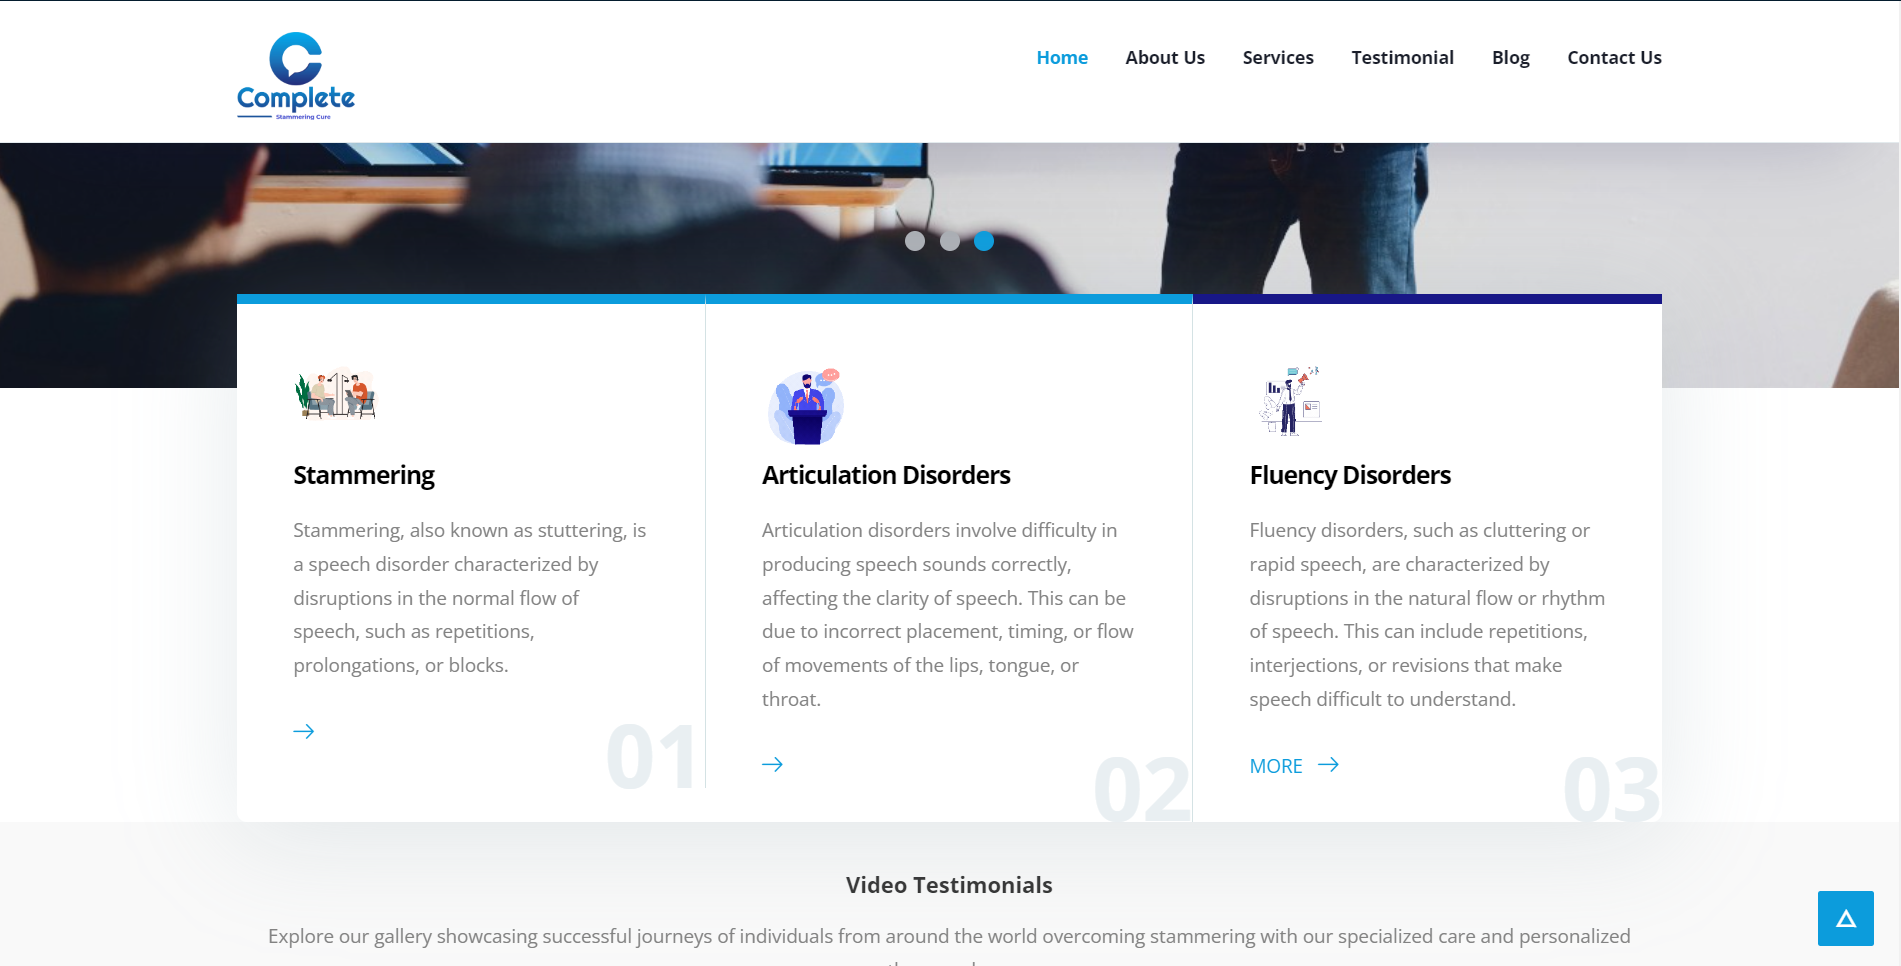 Complete
Stammering Cure
Home About Us Services Testimonial Blog Contact Us
Stammering
Stammering, also known as stuttering, is
a speech disorder characterized by
disruptions in the normal flow of
speech, such as repetitions,
prolongations, or blocks.
01
Articulation Disorders
Articulation disorders involve difficulty in
producing speech sounds correctly,
affecting the clarity of speech. This can be
due to incorrect placement, timing, or flow
of movements of the lips, tongue, or
throat.
02
Fluency Disorders
Fluency disorders, such as cluttering or
rapid speech, are characterized by
disruptions in the natural flow or rhythm
of speech. This can include repetitions,
interjections, or revisions that make
speech difficult to understand.
MORE
03
Video Testimonials
Explore our gallery showcasing successful journeys of individuals from around the world overcoming stammering with our specialized care and personalized